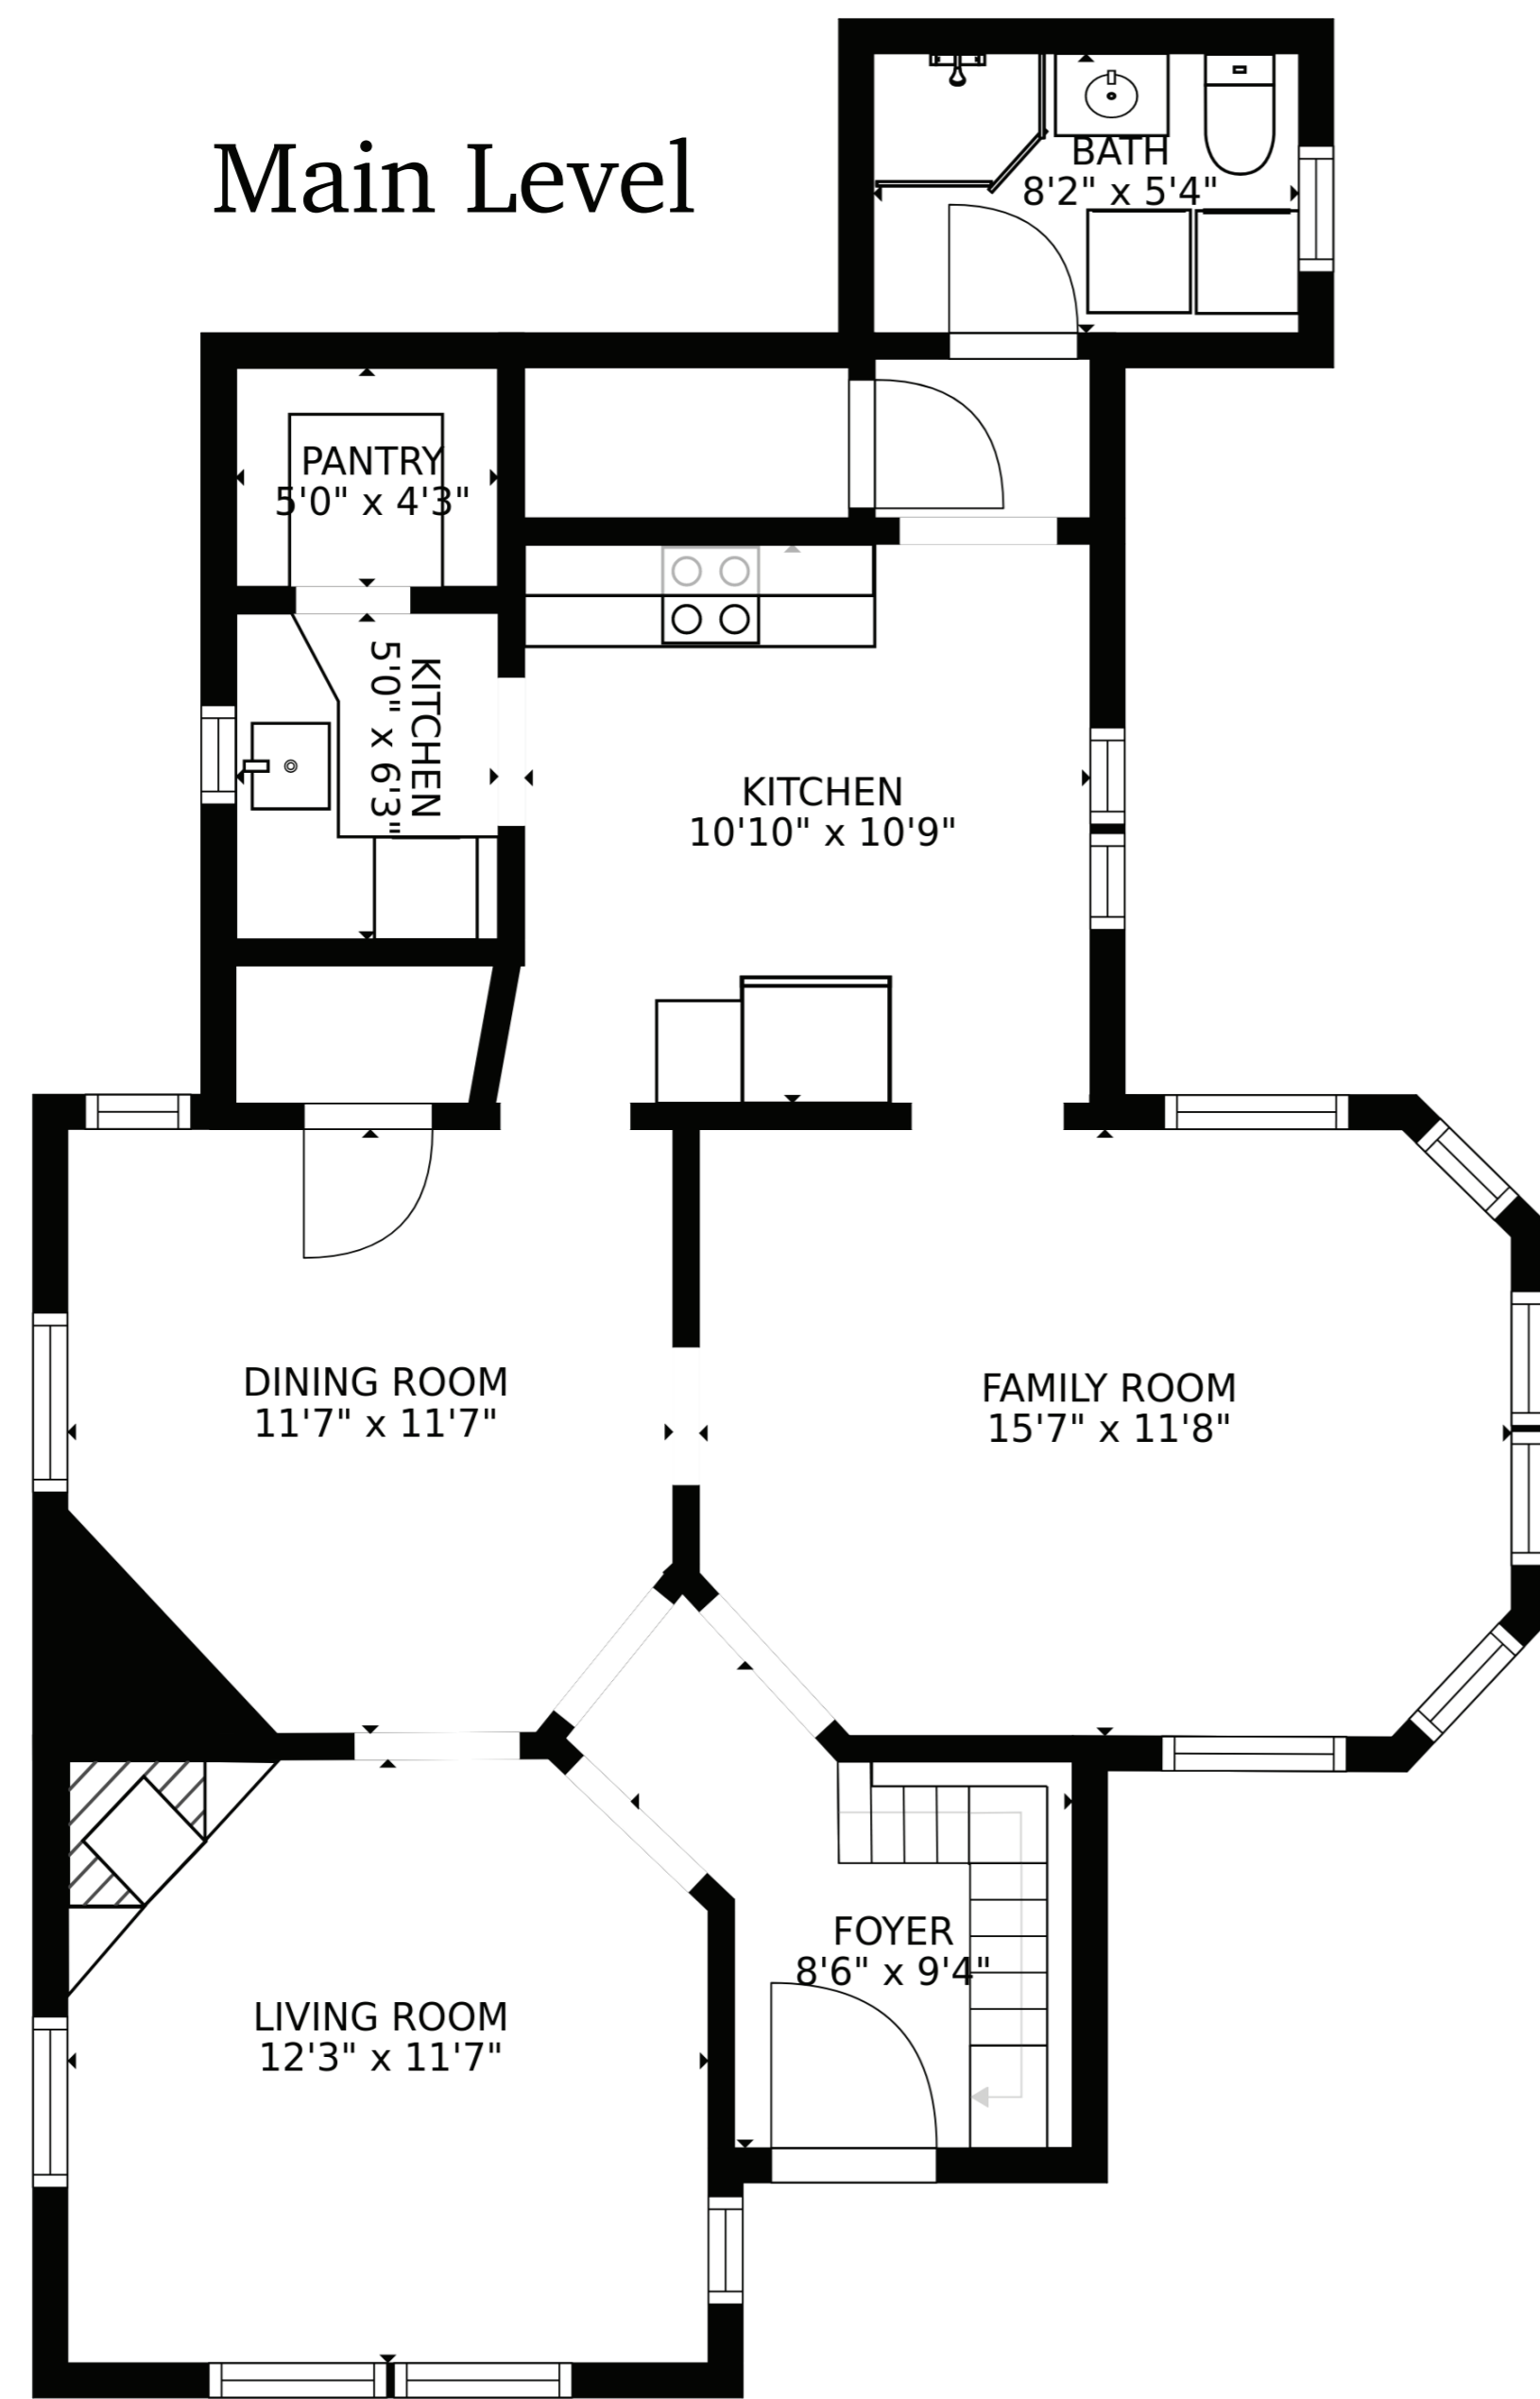 Main Level
BATH
8'2" x 5'4"
PANTRY
5'0" x 4'3"
KITCHEN
5'0" x 6'3"
KITCHEN
10'10" x 10'9"
DINING ROOM
11'7" x 11'7"
FAMILY ROOM
15'7" x 11'8"
FOYER
8'6" x 9'4"
LIVING ROOM
12'3" x 11'7"